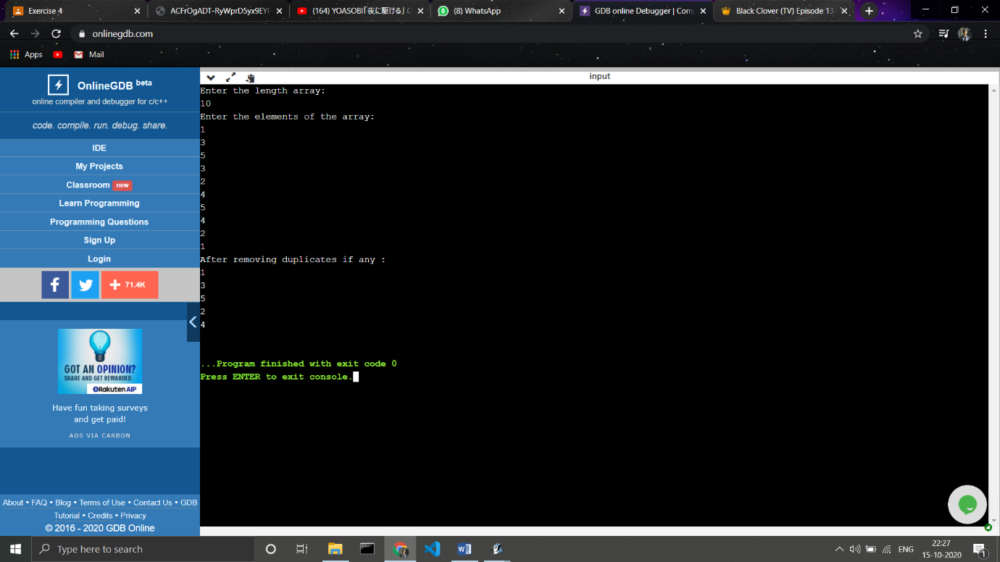 Exercise 4
ACFrOgADT-RyWprD5yx9EYF
(164) YOASOBI「夜に駆ける」 C
(8) WhatsApp
GDB online Debugger | Comp
Black Clover (TV) Episode 13
onlinegdb.com
Apps
Mail
OnlineGDB beta
online compiler and debugger for c/c++
code. compile. run. debug. share.
IDE
My Projects
Classroom new
Learn Programming
Programming Questions
Sign Up
Login
71.4K
GOT AN OPINION?
SHARE AND GET REWARDED.
Rakuten AIP
Have fun taking surveys
and get paid!
ADS VIA CARBON
About • FAQ • Blog • Terms of Use • Contact Us • GDB
Tutorial • Credits • Privacy
© 2016 - 2020 GDB Online
input
Enter the length array:
10
Enter the elements of the array:
1
3
5
3
2
4
5
4
2
1
After removing duplicates if any :
1
3
5
2
4
...Program finished with exit code 0
Press ENTER to exit console.
Type here to search
ENG
22:27
15-10-2020
1